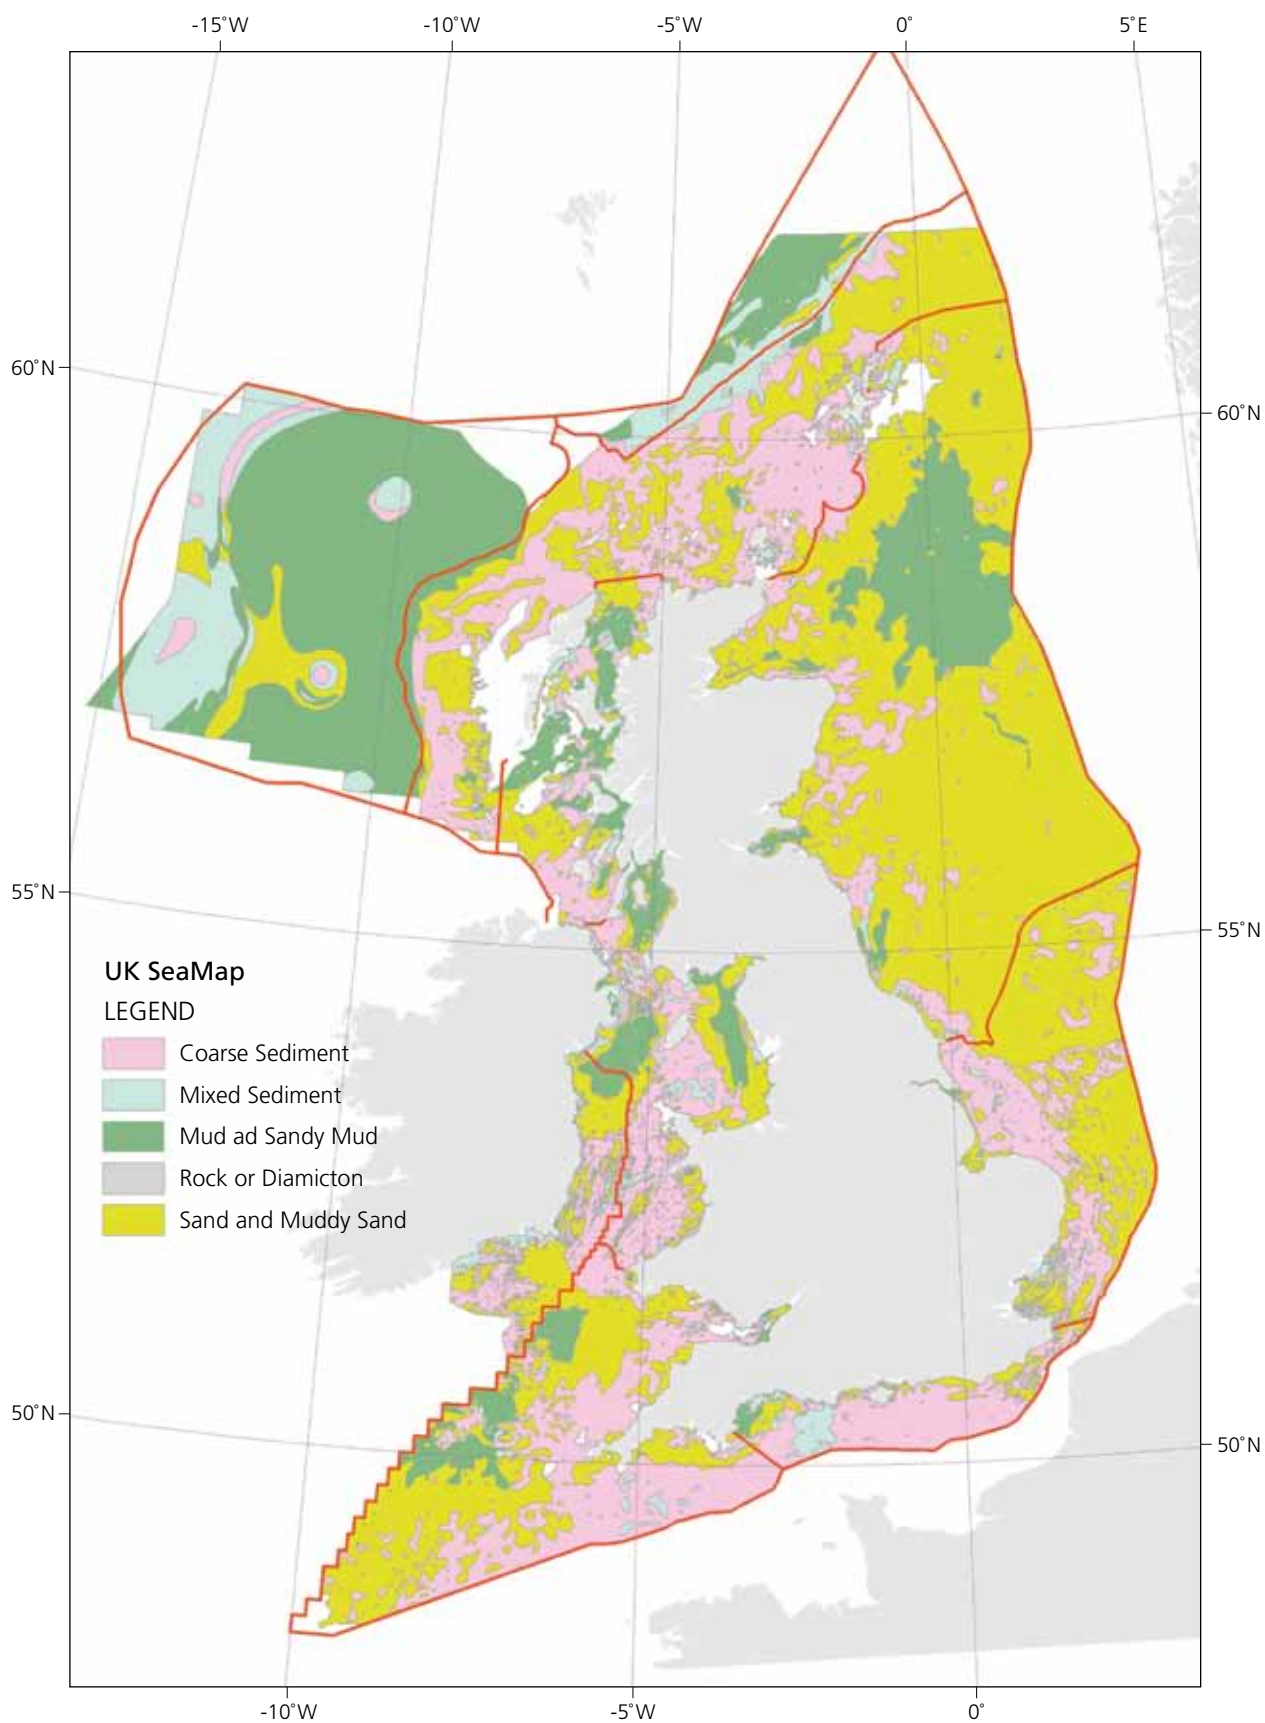 -15˚W -10˚W -5˚W 0˚ 5˚E
60˚N
60˚N
55˚N
55˚N
UK SeaMap
LEGEND
Coarse Sediment
Mixed Sediment
Mud ad Sandy Mud
Rock or Diamicton
Sand and Muddy Sand
50˚N
50˚N
-10˚W -5˚W 0˚